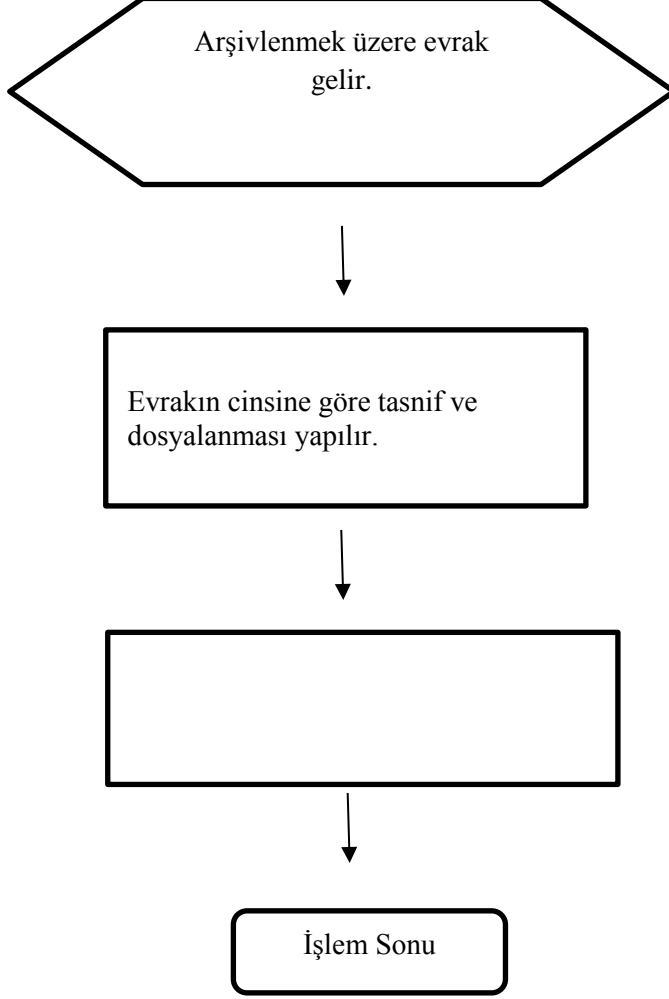 Arşivlenmek üzere evrak
gelir.
Evrakın cinsine göre tasnif ve
dosyalanması yapılır.
İşlem Sonu